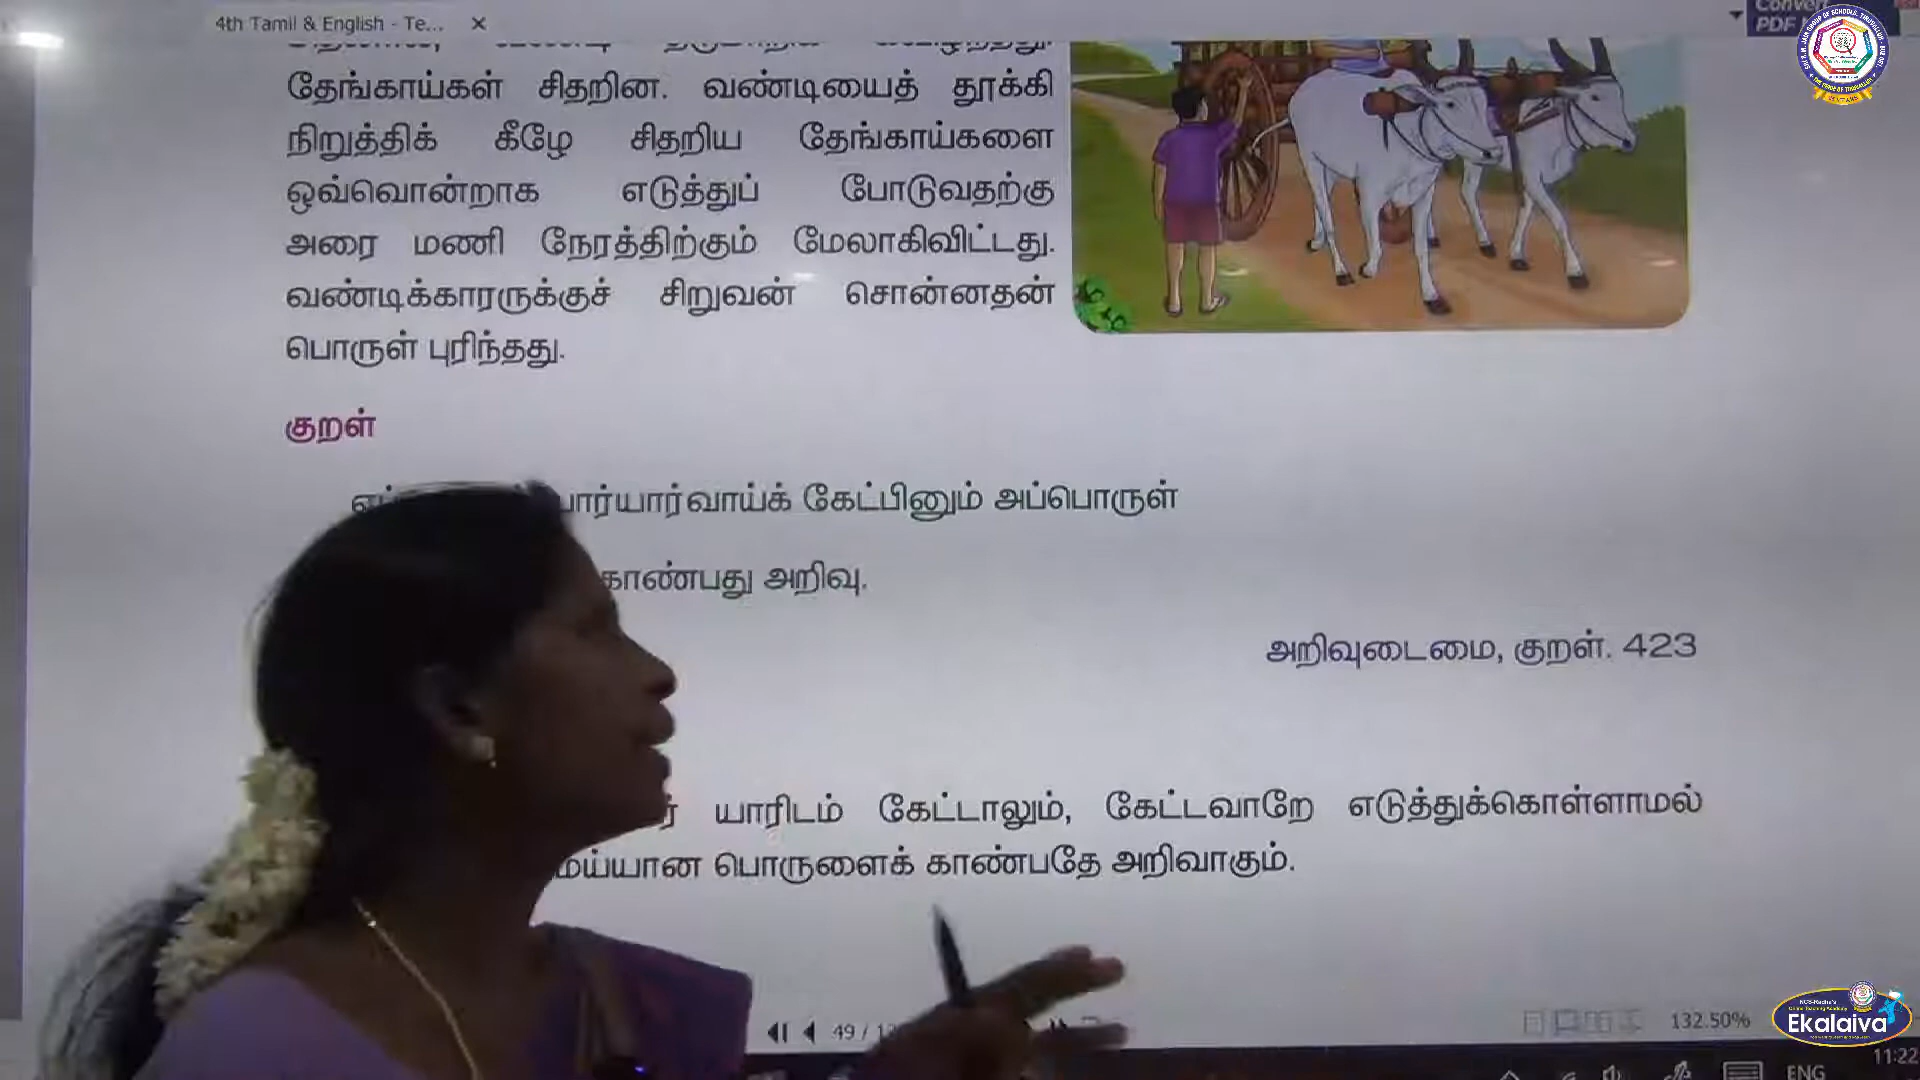 4th Tamil & English - Te...
Convert
PDF
தேங்காய்கள் சிதறின. வண்டியைத் தூக்கி
நிறுத்திக் கீழே சிதறிய தேங்காய்களை
ஒவ்வொன்றாக எடுத்துப் போடுவதற்கு
அரை மணி நேரத்திற்கும் மேலாகிவிட்டது.
வண்டிக்காரருக்குச் சிறுவன் சொன்னதன்
பொருள் புரிந்தது.
குறள்
யார்யார்வாய்க் கேட்பினும் அப்பொருள்
காண்பது அறிவு.
அறிவுடைமை, குறள். 423
யாரிடம் கேட்டாலும், கேட்டவாறே எடுத்துக்கொள்ளாமல்
பொருளைக் காண்பதே அறிவாகும்.
49 /
132.50%
Ekalaiva
11:22
ENG